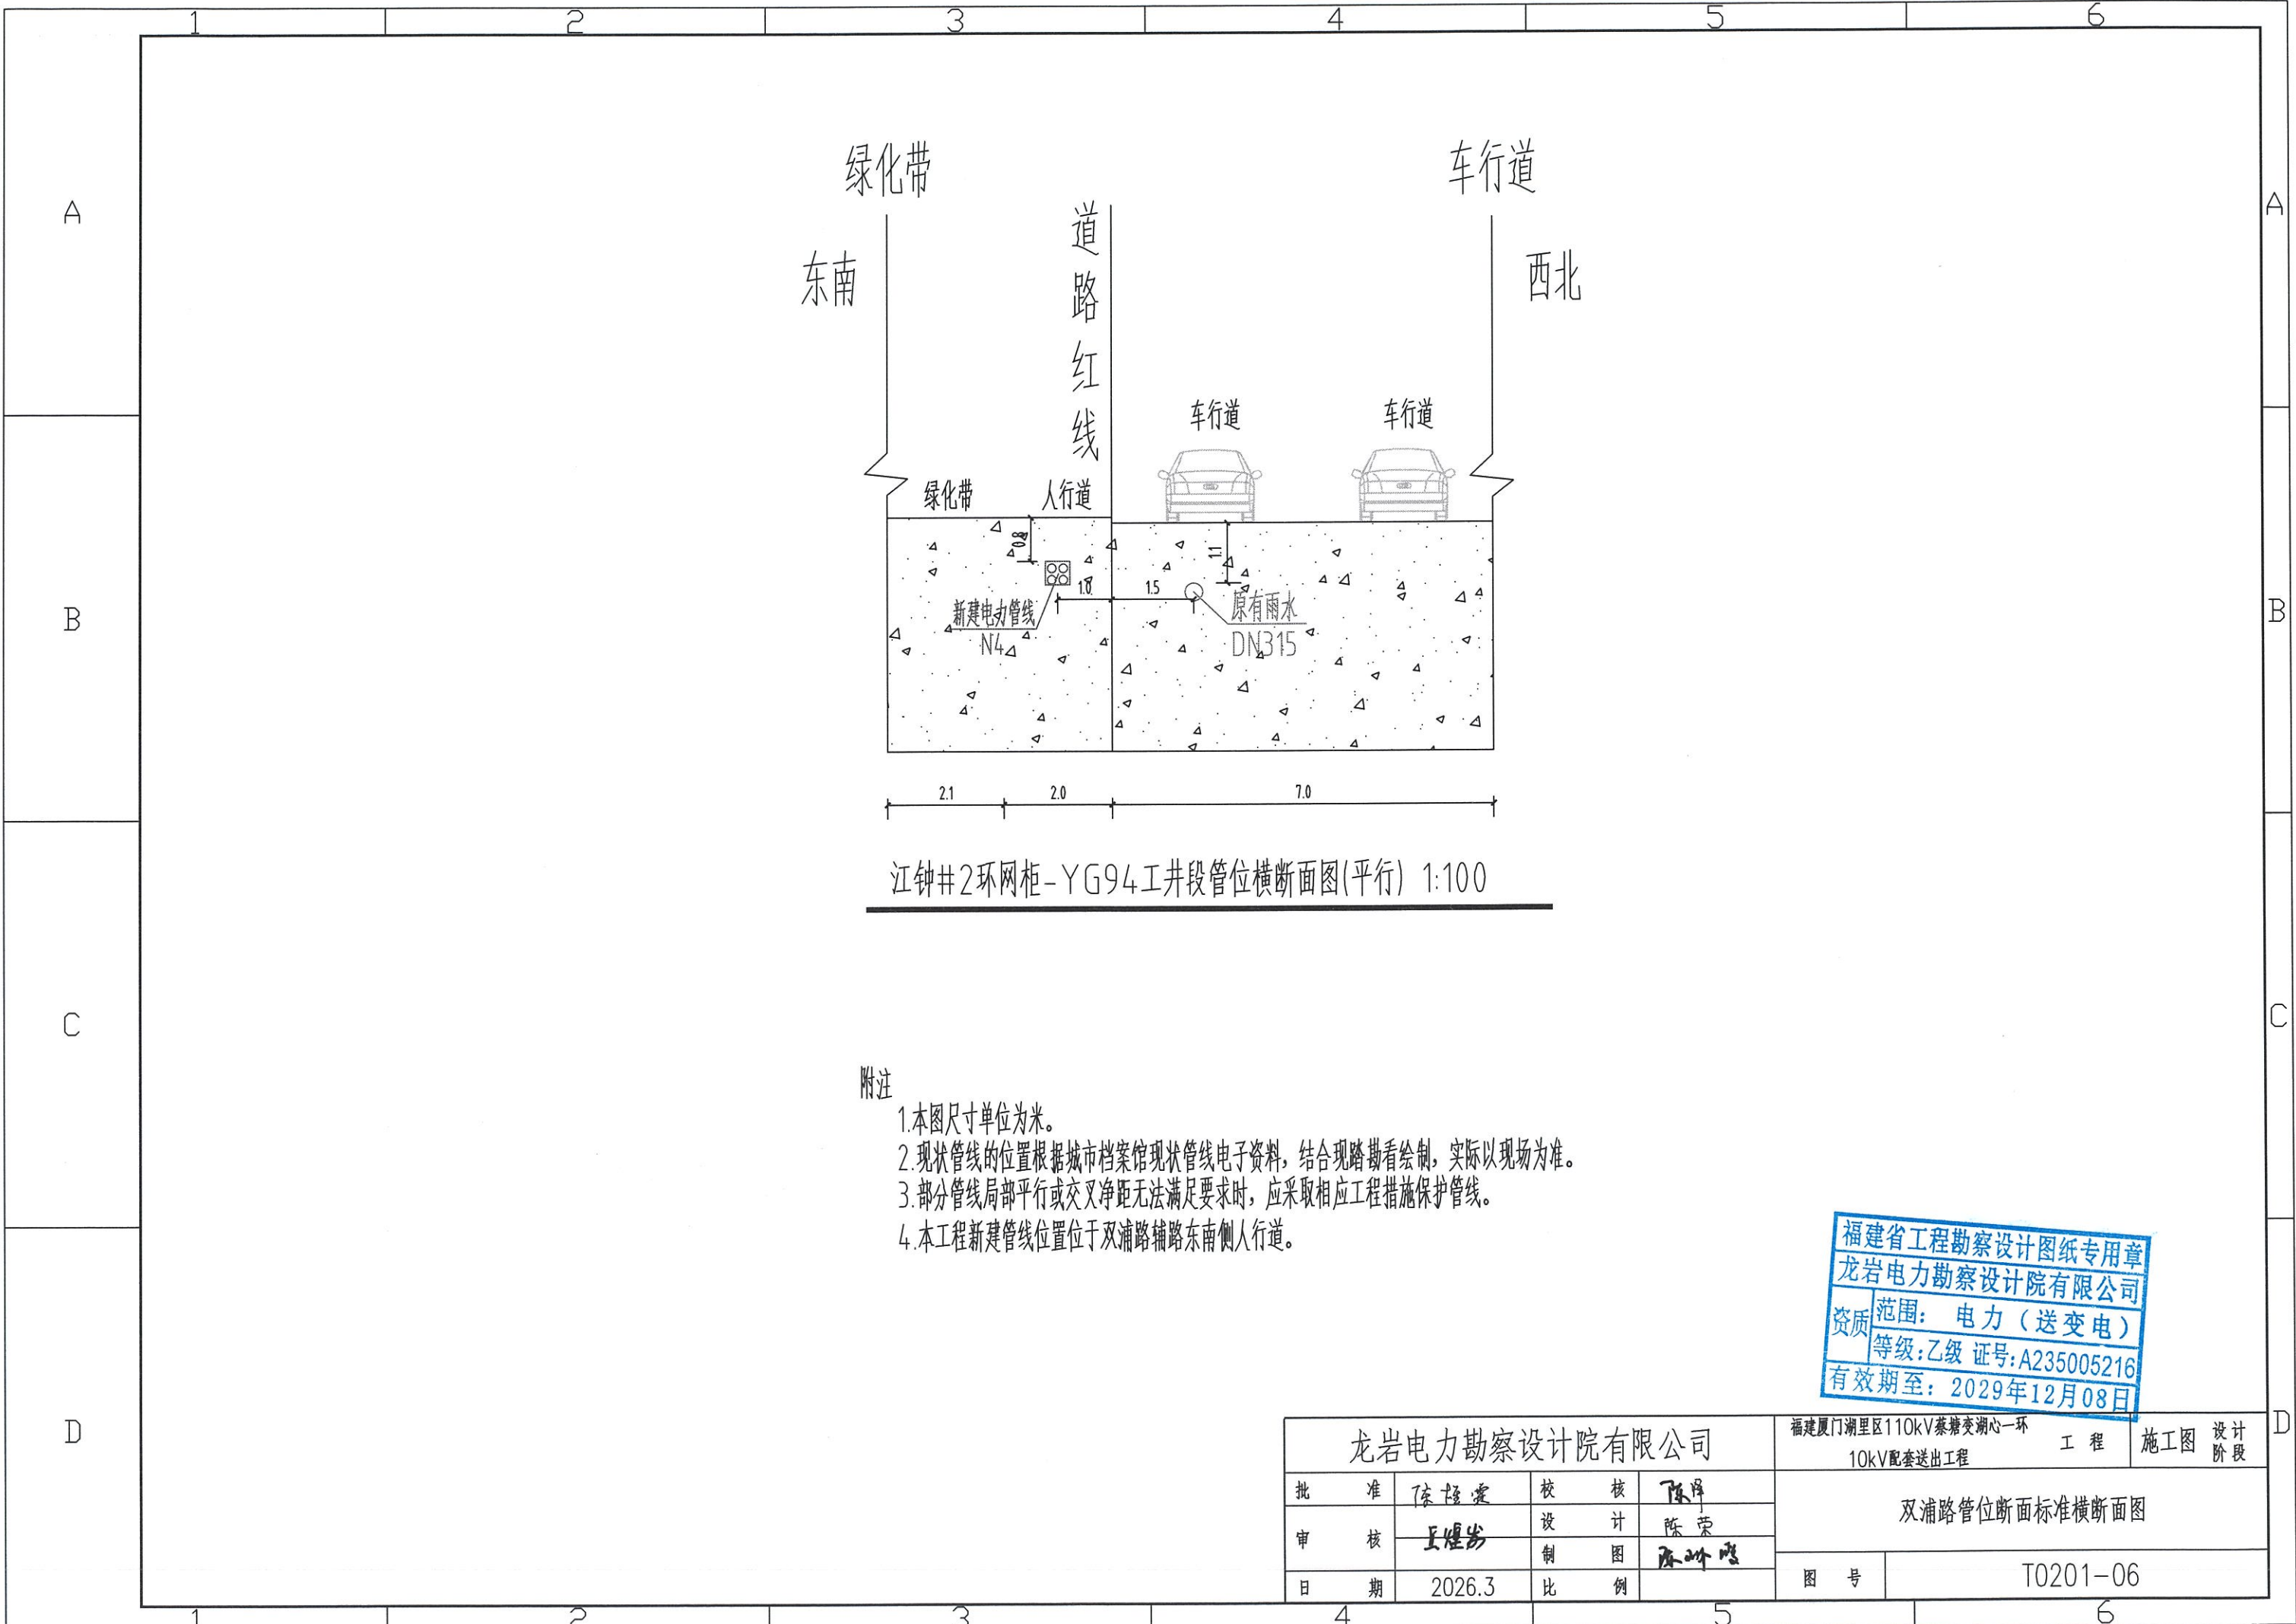 1 2 3 4 5 6
A A
绿化带 车行道
东南 道路红线 西北
车行道 车行道
绿化带 人行道
0.8 1.1
1.0 1.5
新建电力管线
N4
原有雨水
DN315
B B
2.1 2.0 7.0
江钟#2环网柜-YG94工井段管位横断面图(平行) 1:100
C C
附注
1.本图尺寸单位为米。
2.现状管线的位置根据城市档案馆现状管线电子资料，结合现踏勘看绘制，实际以现场为准。
3.部分管线局部平行或交叉净距无法满足要求时，应采取相应工程措施保护管线。
4.本工程新建管线位置位于双浦路辅路东南侧人行道。
福建省工程勘察设计图纸专用章
龙岩电力勘察设计院有限公司
资质 范围： 电力（送变电）
等级:乙级 证号:A235005216
有效期至：2029年12月08日
D D
龙岩电力勘察设计院有限公司
福建厦门湖里区110kV蔡塘变湖心一环
10kV配套送出工程
工程 施工图 设计阶段
批准 校核
审核 设计 陈荣
制图
日期 2026.3 比例
双浦路管位断面标准横断面图
图号 T0201-06
1 2 3 4 5 6